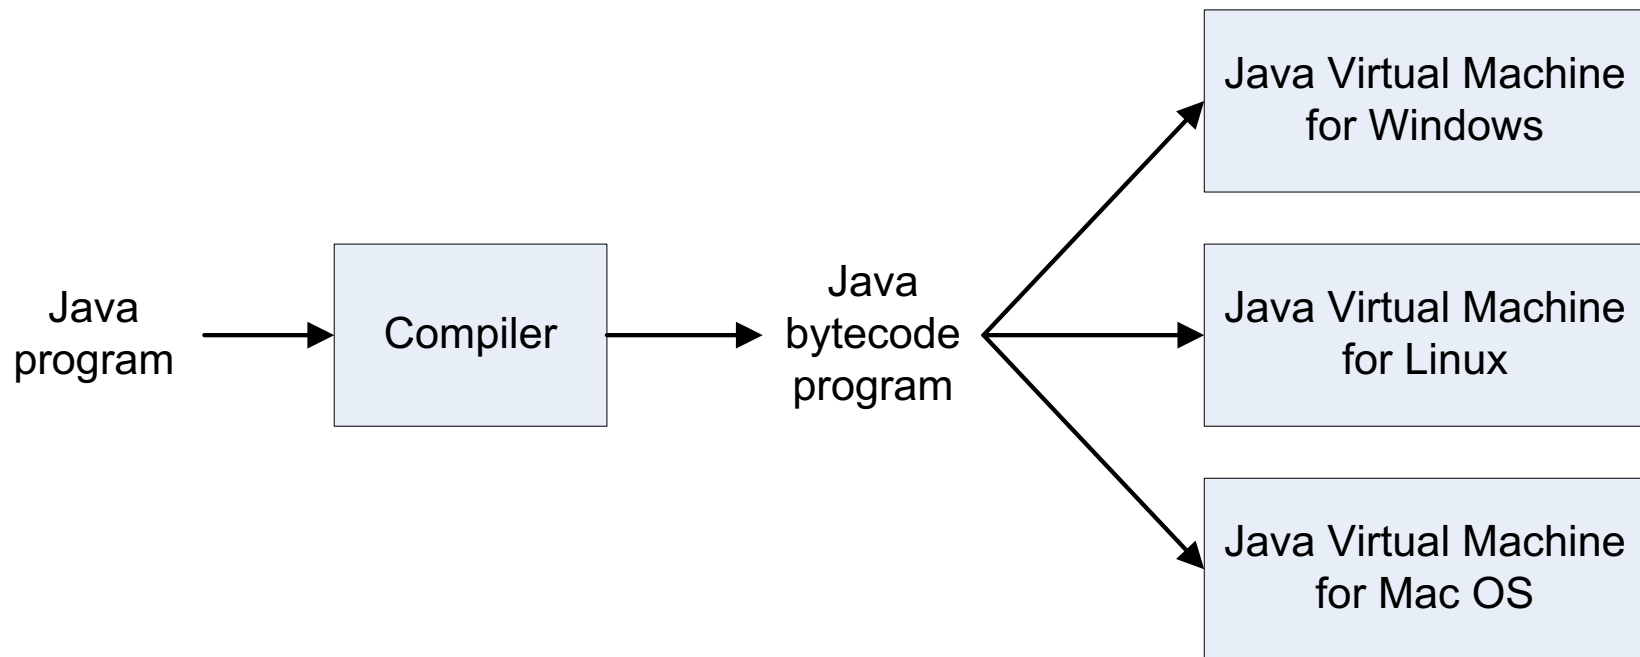 Java
program
Compiler
Java
bytecode
program
Java Virtual Machine
for Windows
Java Virtual Machine
for Linux
Java Virtual Machine
for Mac OS